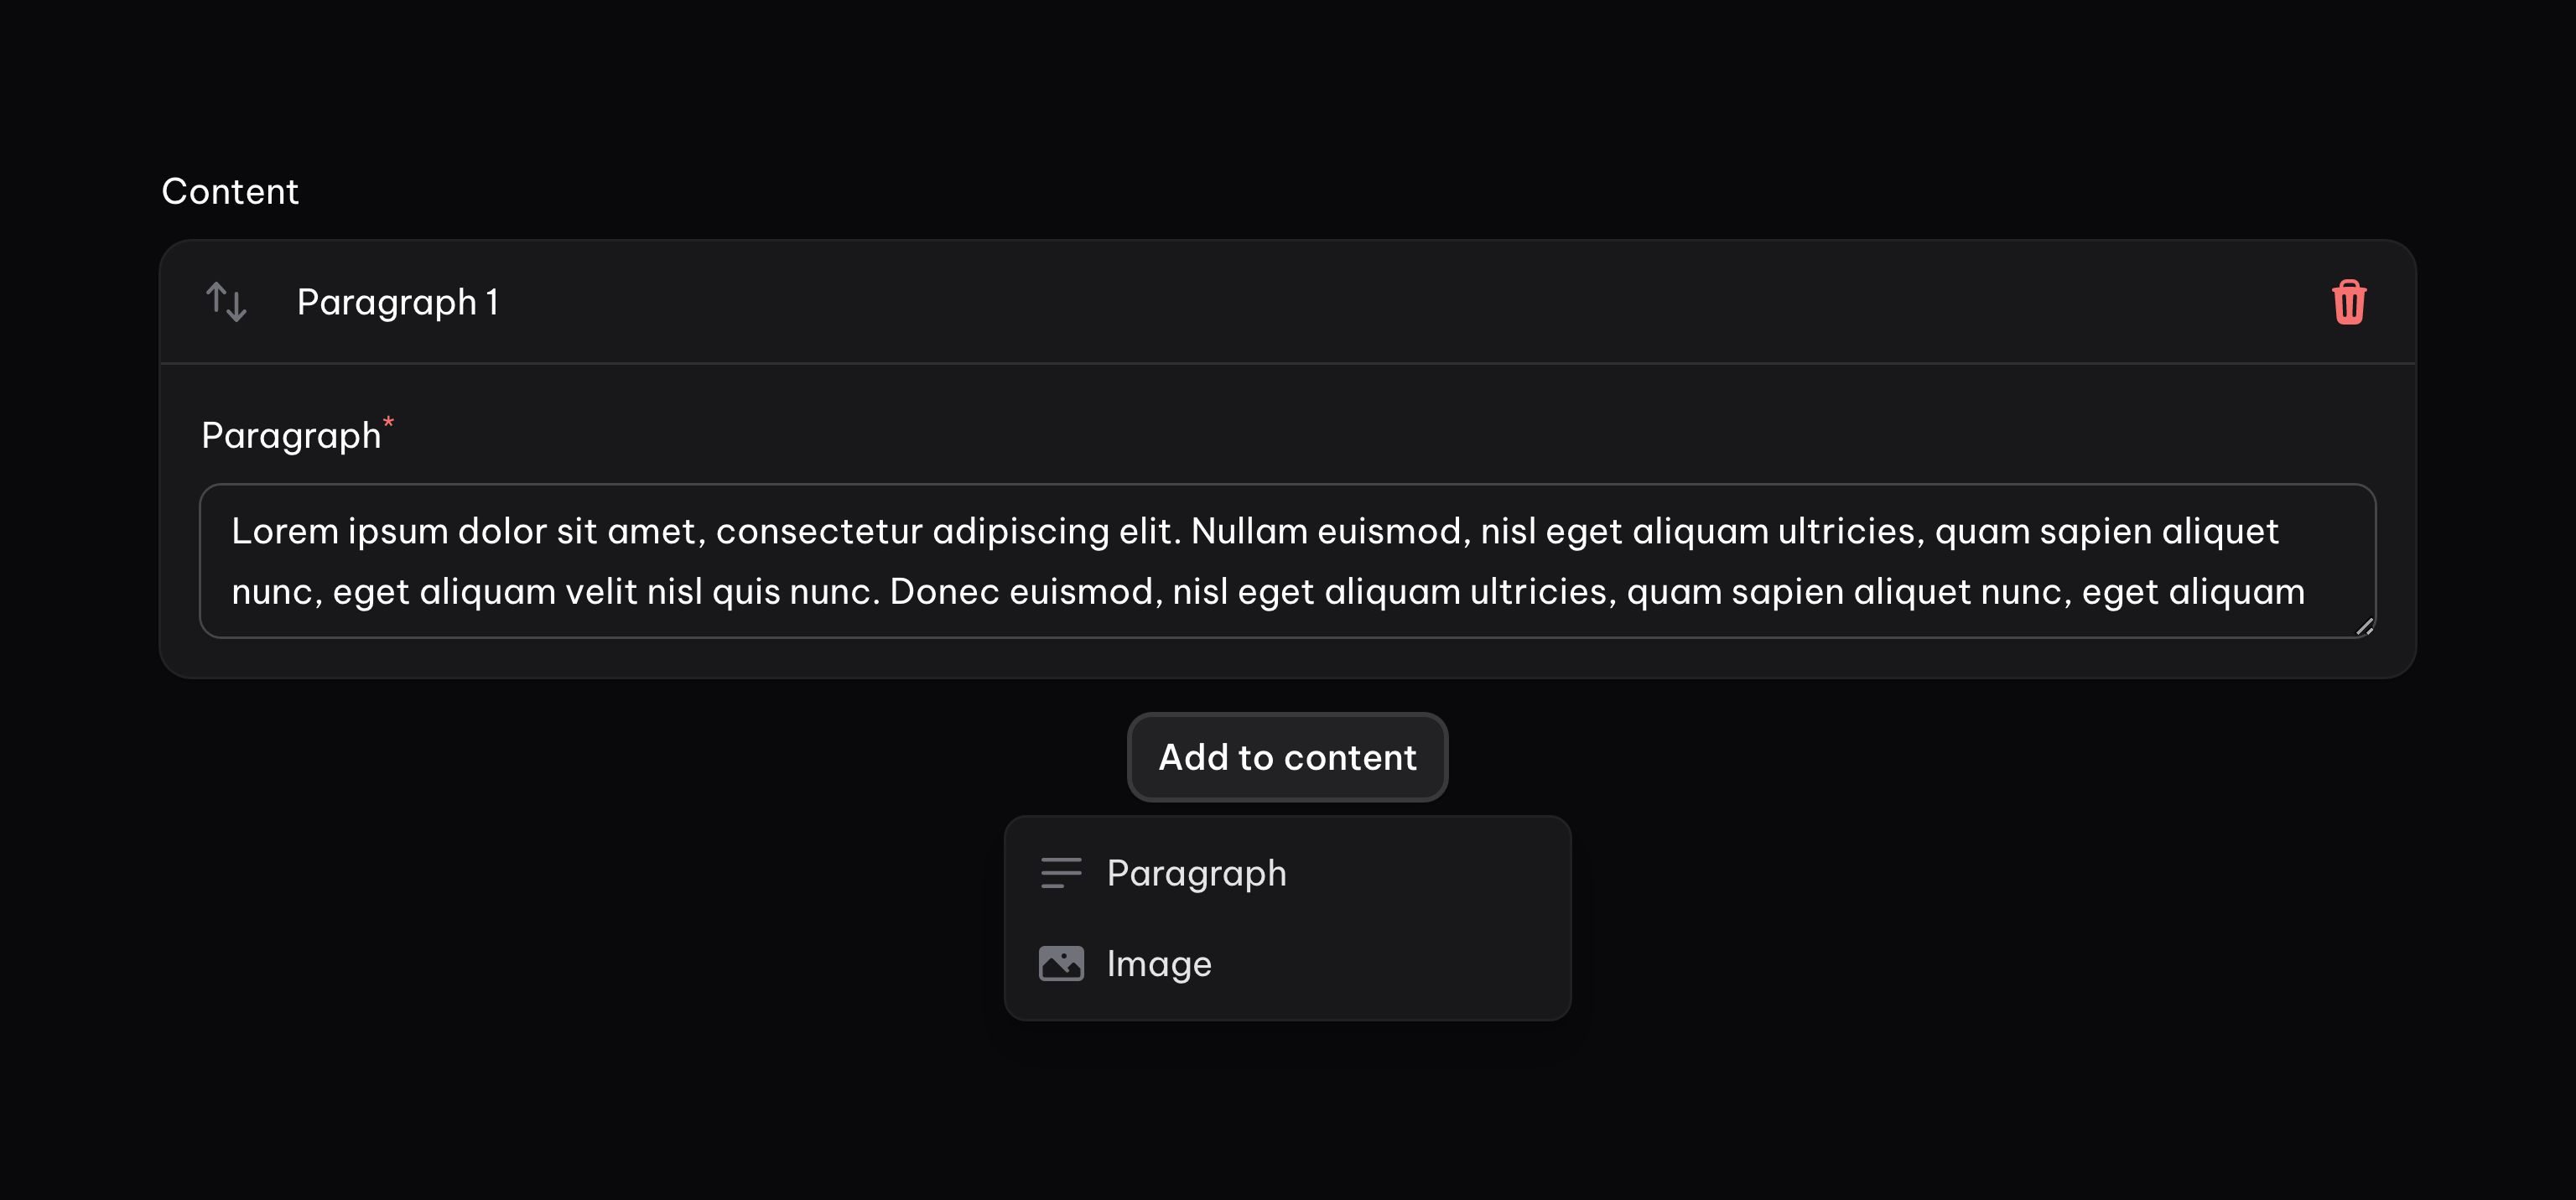 Content
Paragraph 1
Paragraph*
Lorem ipsum dolor sit amet, consectetur adipiscing elit. Nullam euismod, nisl eget aliquam ultricies, quam sapien aliquet
nunc, eget aliquam velit nisl quis nunc. Donec euismod, nisl eget aliquam ultricies, quam sapien aliquet nunc, eget aliquam
Add to content
Paragraph
Image